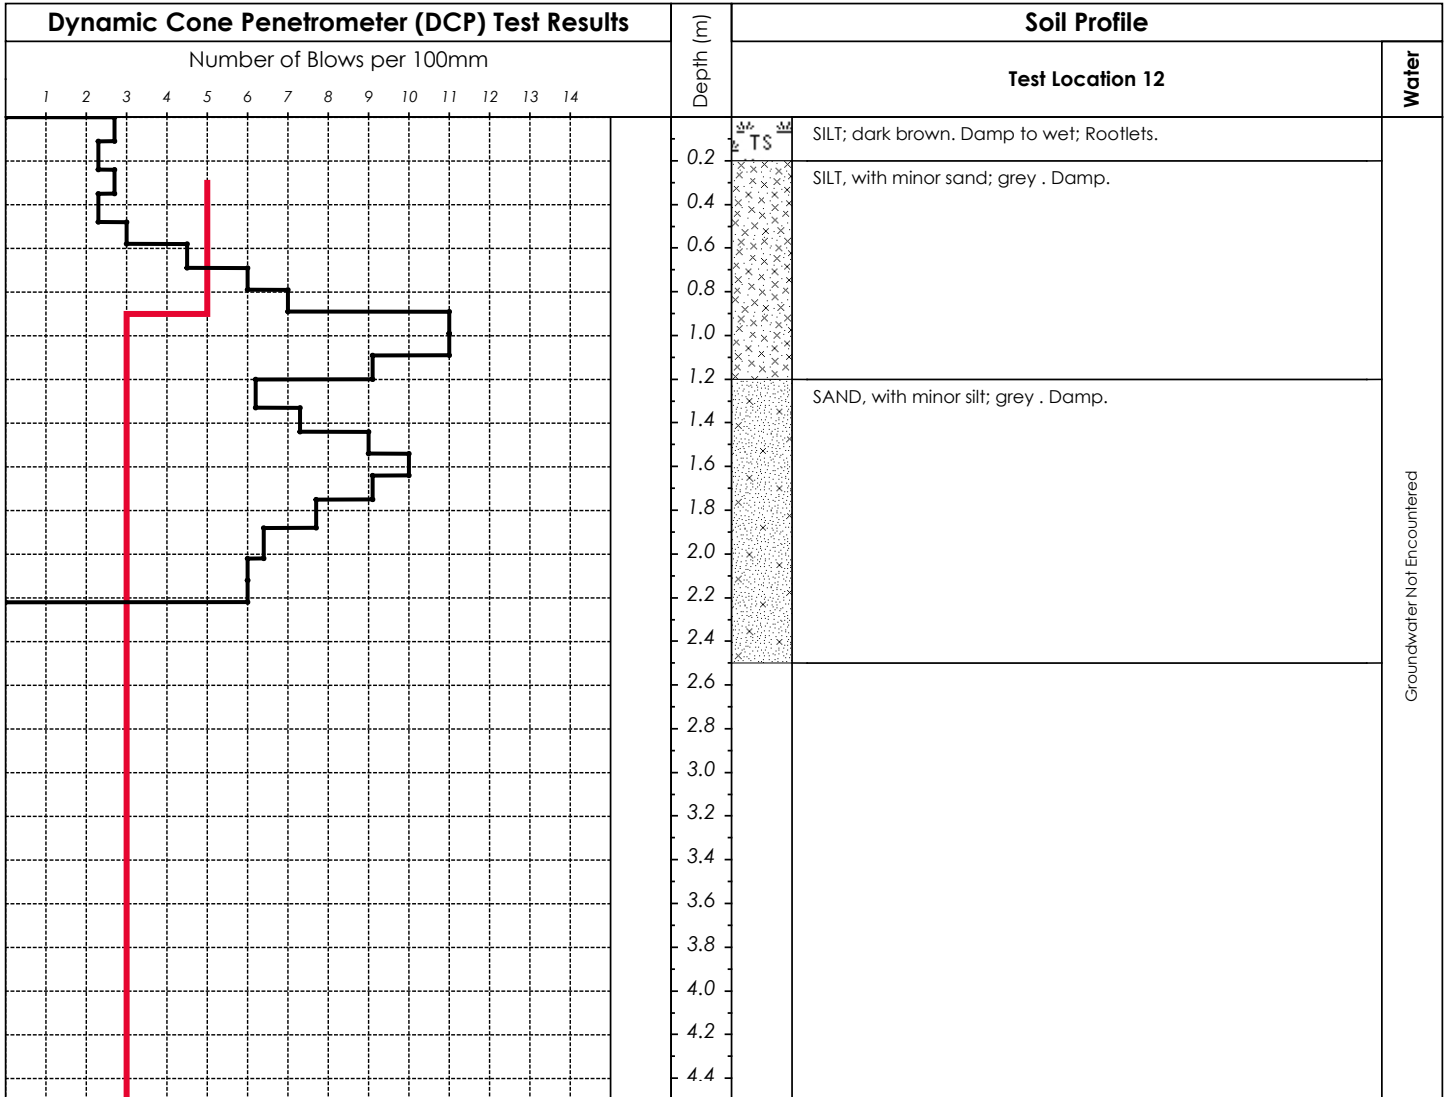 Dynamic Cone Penetrometer (DCP) Test Results
Number of Blows per 100mm
1 2 3 4 5 6 7 8 9 10 11 12 13 14
Depth (m)
Soil Profile
Test Location 12
Water
0.2
0.4
0.6
0.8
1.0
1.2
1.4
1.6
1.8
2.0
2.2
2.4
2.6
2.8
3.0
3.2
3.4
3.6
3.8
4.0
4.2
4.4
TS
SILT; dark brown. Damp to wet; Rootlets.
SILT, with minor sand; grey . Damp.
SAND, with minor silt; grey . Damp.
Groundwater Not Encountered